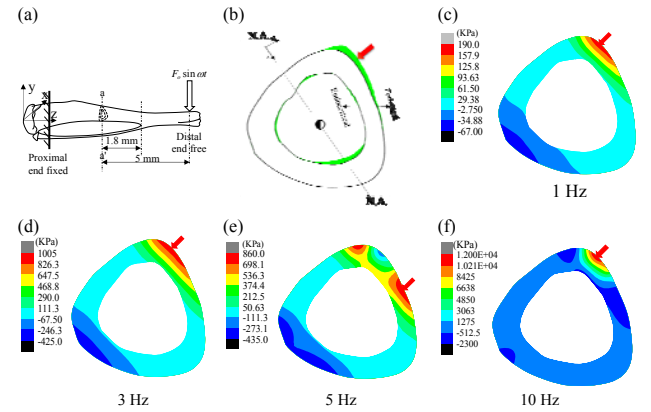 (a)
y
x
z
a
a'
F₀ sin ωt
Proximal
end fixed
1.8 mm
5 mm
Distal
end free
(b)
N.A.
N.A.
(c)
(KPa)
190.0
157.9
125.8
93.63
61.50
29.38
-2.750
-34.88
-67.00
1 Hz
(d)
(KPa)
1005
826.3
647.5
468.8
290.0
111.3
-67.50
-246.3
-425.0
3 Hz
(e)
(KPa)
860.0
698.1
536.3
374.4
212.5
50.63
-111.3
-273.1
-435.0
5 Hz
(f)
(KPa)
1.200E+04
1.021E+04
8425
6638
4850
3063
1275
-512.5
-2300
10 Hz